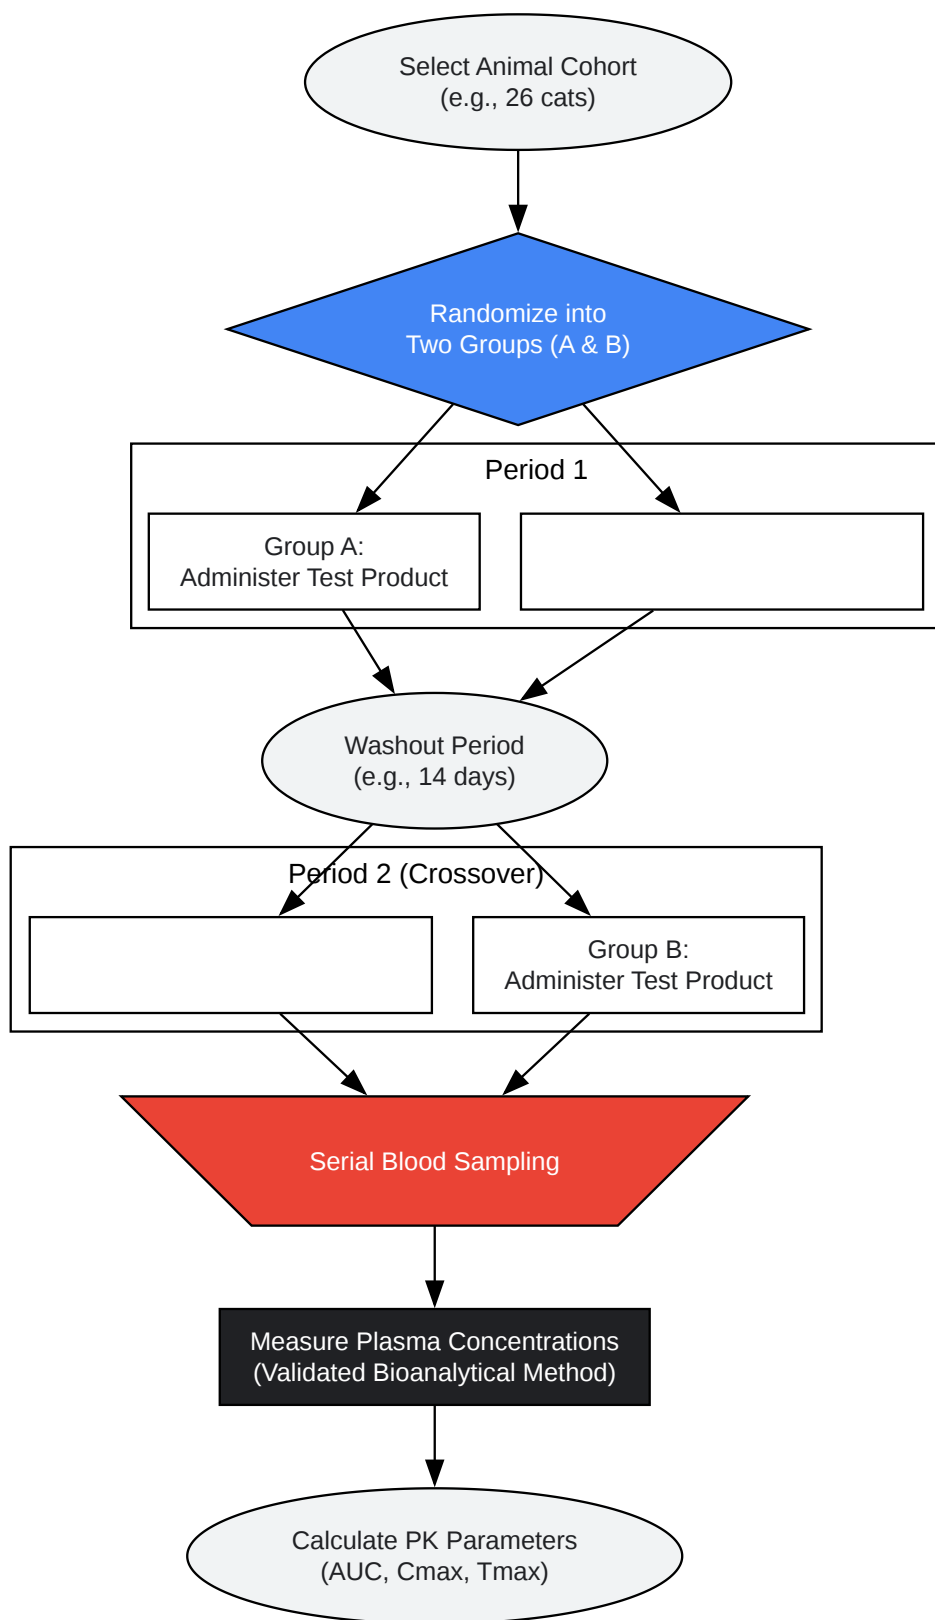 Select Animal Cohort
(e.g., 26 cats)
Randomize into
Two Groups (A & B)
Period 1
Group A:
Administer Test Product
Washout Period
(e.g., 14 days)
Period 2 (Crossover)
Group B:
Administer Test Product
Serial Blood Sampling
Measure Plasma Concentrations
(Validated Bioanalytical Method)
Calculate PK Parameters
(AUC, Cmax, Tmax)